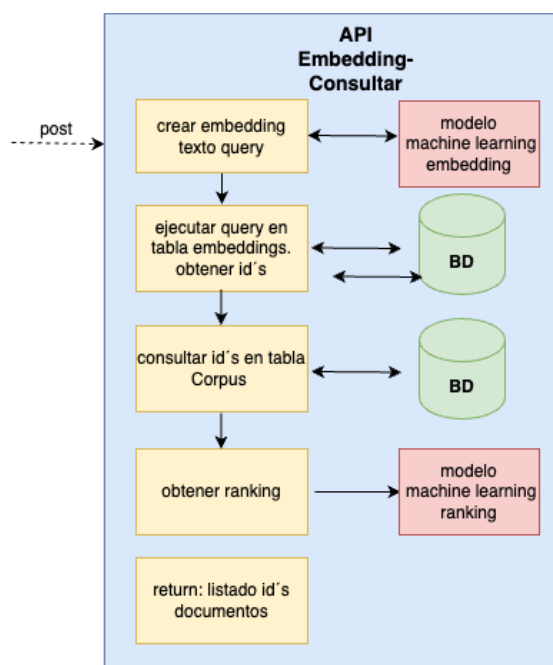 API
Embedding-
Consultar
post
crear embedding
texto query
modelo
machine learning
embedding
ejecutar query en
tabla embeddings.
obtener id´s
BD
consultar id´s en tabla
Corpus
BD
obtener ranking
modelo
machine learning
ranking
return: listado id´s
documentos